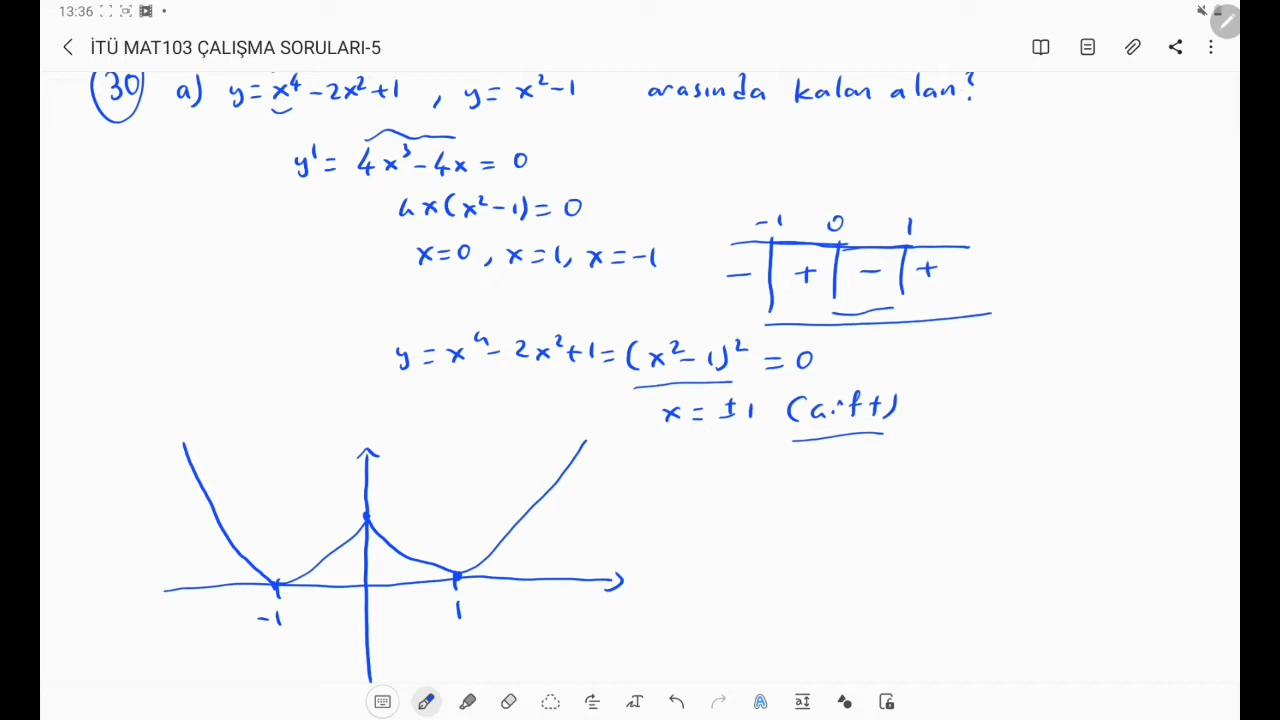 13:36
İTÜ MAT103 ÇALIŞMA SORULARI-5
30 a) y = x⁴ - 2x² + 1 , y = x² - 1 arasında kalan alan?
y' = 4x³ - 4x = 0
4x(x² - 1) = 0
x = 0 , x = 1, x = -1
-1 0 1
- + - +
y = x⁴ - 2x² + 1 = (x² - 1)² = 0
x = ±1 (çift)
-1 1